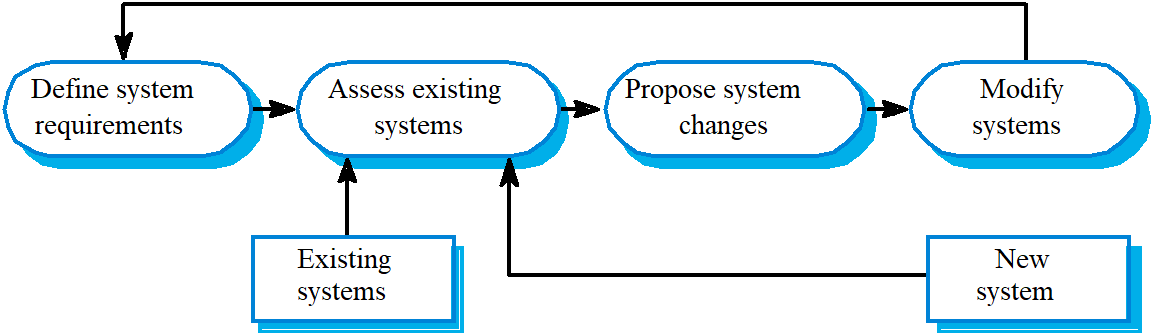 Define system
requirements
Assess existing
systems
Propose system
changes
Modify
systems
Existing
systems
New
system